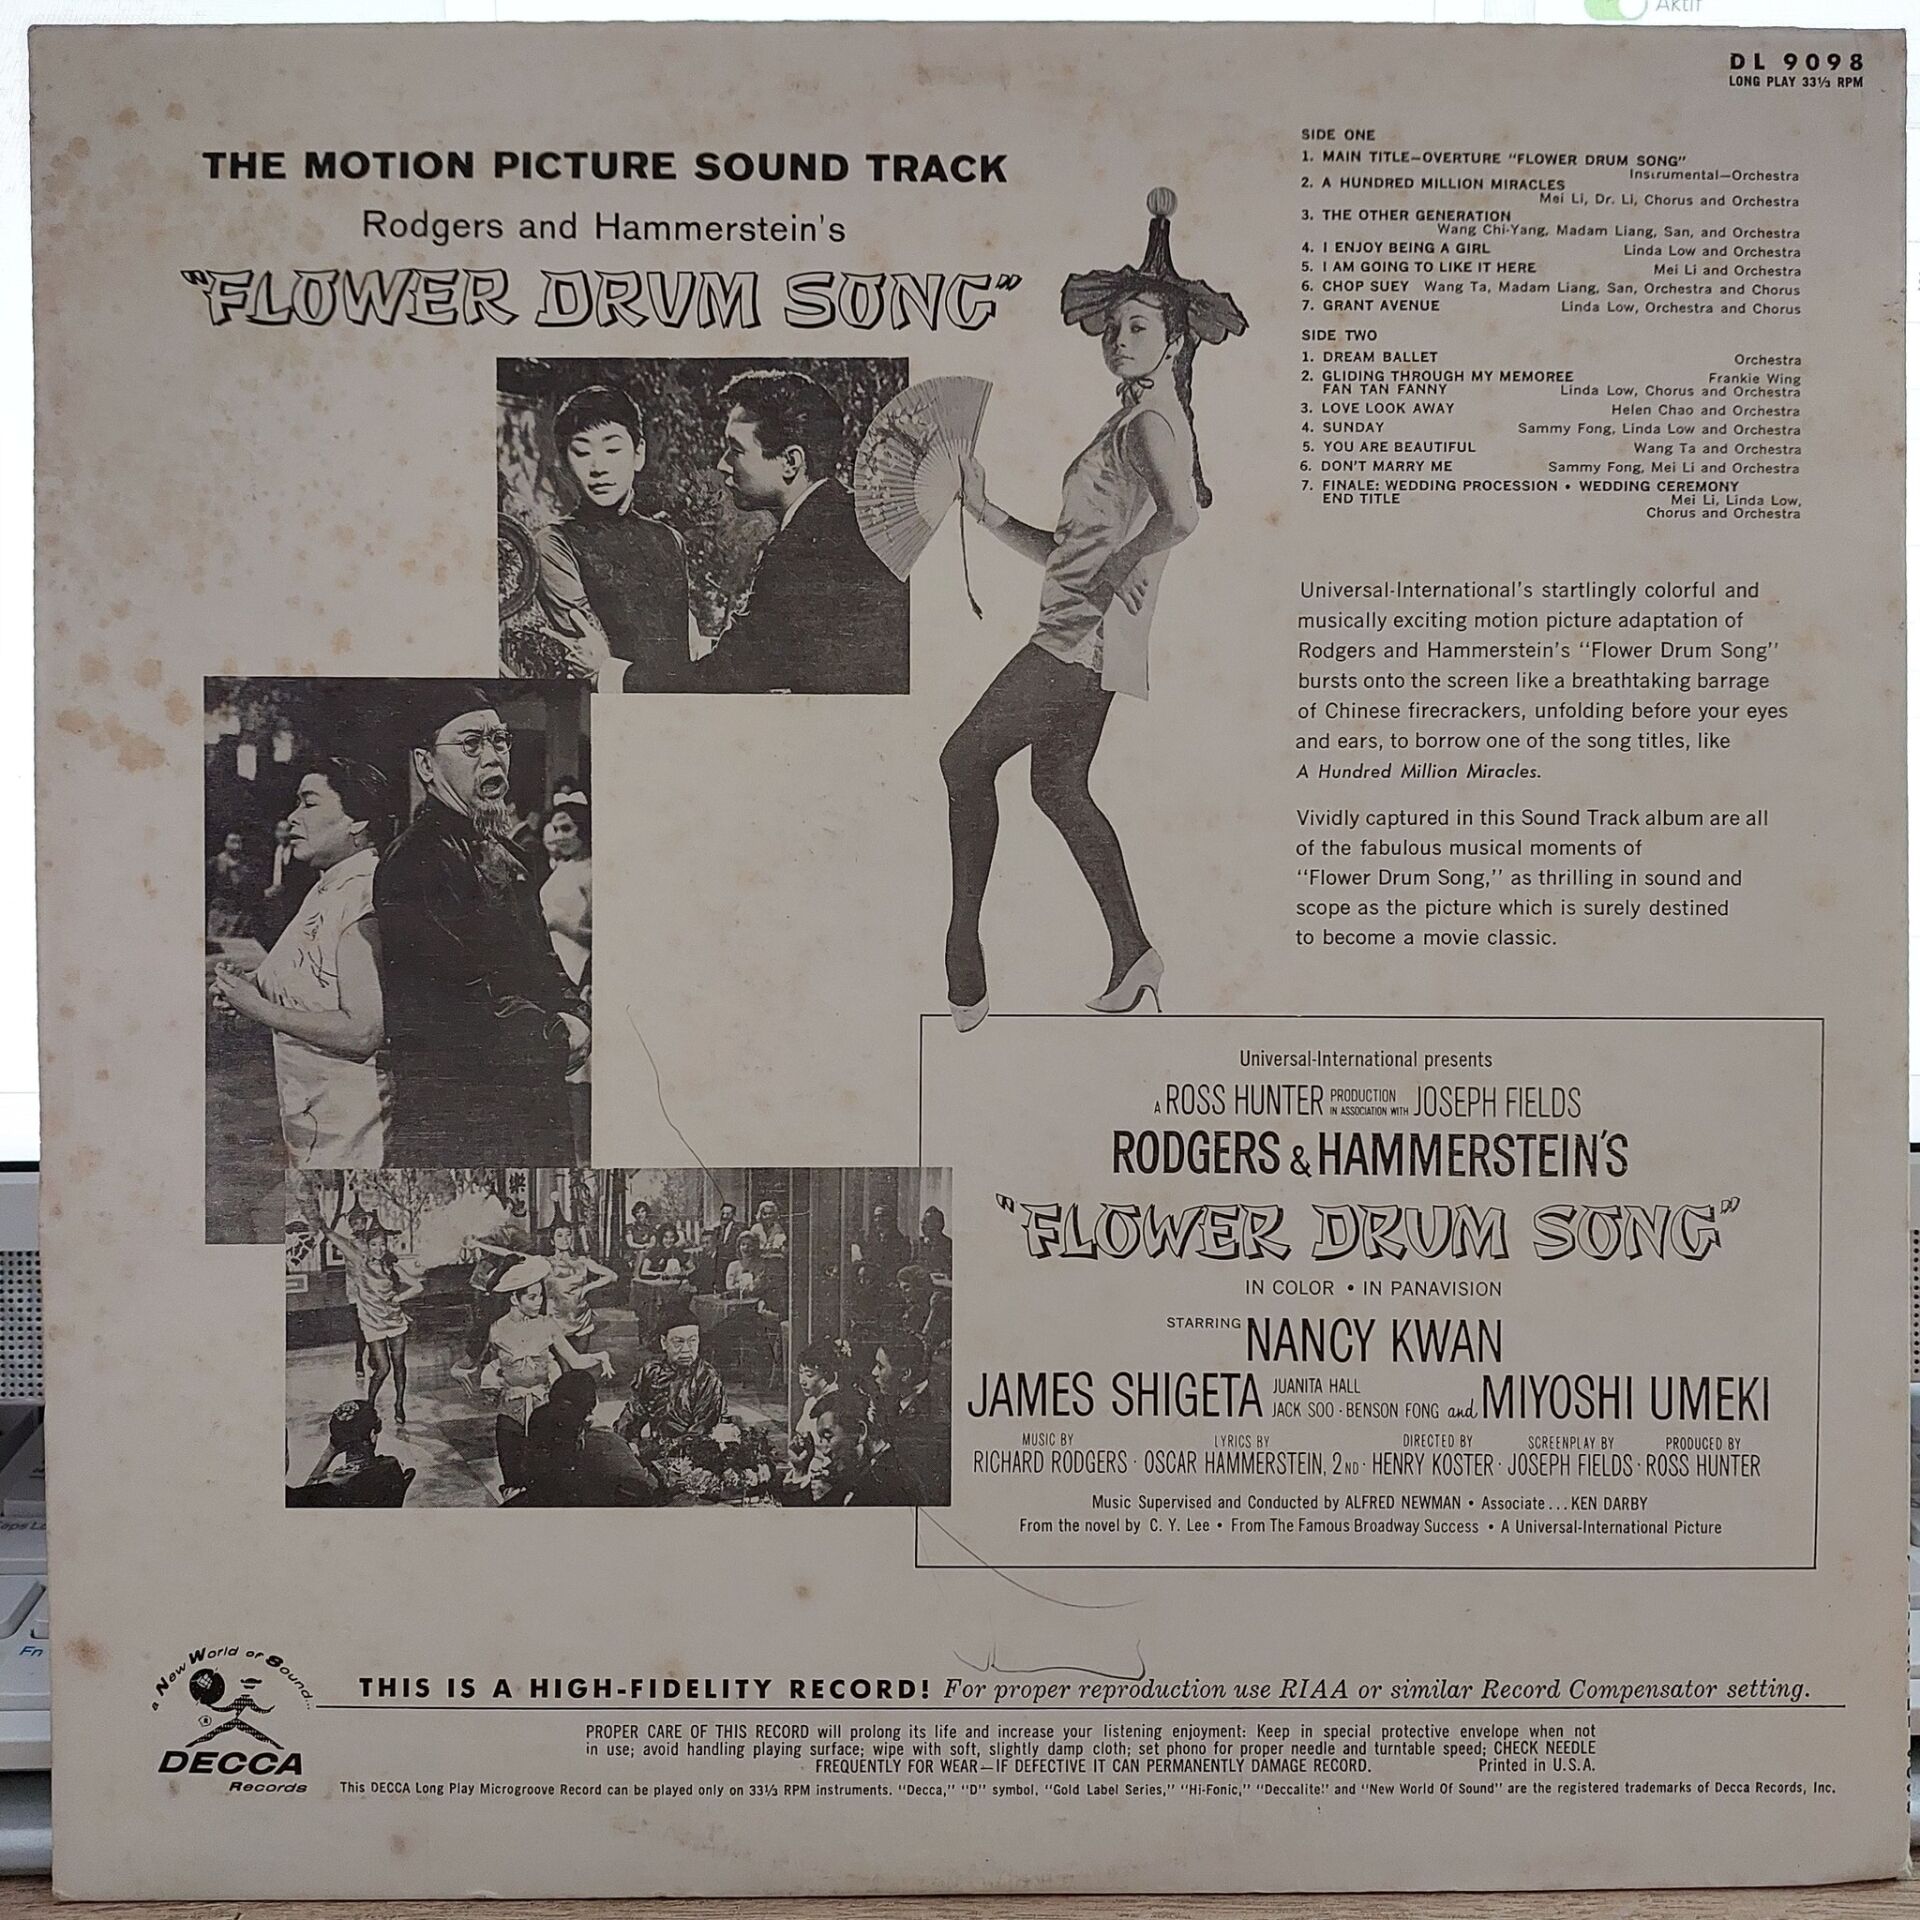 Aktif
DL 9098
LONG PLAY 33⅓ RPM
THE MOTION PICTURE SOUND TRACK
Rodgers and Hammerstein's
"FLOWER DRUM SONG"
SIDE ONE
1. MAIN TITLE—OVERTURE "FLOWER DRUM SONG"
Instrumental—Orchestra
2. A HUNDRED MILLION MIRACLES
Mei Li, Dr. Li, Chorus and Orchestra
3. THE OTHER GENERATION
Wang Chi-Yang, Madam Liang, San, and Orchestra
4. I ENJOY BEING A GIRL Linda Low and Orchestra
5. I AM GOING TO LIKE IT HERE Mei Li and Orchestra
6. CHOP SUEY Wang Ta, Madam Liang, San, Orchestra and Chorus
7. GRANT AVENUE Linda Low, Orchestra and Chorus
SIDE TWO
1. DREAM BALLET Orchestra
2. GLIDING THROUGH MY MEMOREE Frankie Wing
FAN TAN FANNY Linda Low, Chorus and Orchestra
3. LOVE LOOK AWAY Helen Chao and Orchestra
4. SUNDAY Sammy Fong, Linda Low and Orchestra
5. YOU ARE BEAUTIFUL Wang Ta and Orchestra
6. DON'T MARRY ME Sammy Fong, Mei Li and Orchestra
7. FINALE: WEDDING PROCESSION • WEDDING CEREMONY
END TITLE Mei Li, Linda Low,
Chorus and Orchestra
Universal-International's startlingly colorful and
musically exciting motion picture adaptation of
Rodgers and Hammerstein's "Flower Drum Song"
bursts onto the screen like a breathtaking barrage
of Chinese firecrackers, unfolding before your eyes
and ears, to borrow one of the song titles, like
A Hundred Million Miracles.
Vividly captured in this Sound Track album are all
of the fabulous musical moments of
"Flower Drum Song," as thrilling in sound and
scope as the picture which is surely destined
to become a movie classic.
Universal-International presents
A ROSS HUNTER PRODUCTION IN ASSOCIATION WITH JOSEPH FIELDS
RODGERS & HAMMERSTEIN'S
"FLOWER DRUM SONG"
IN COLOR • IN PANAVISION
STARRING NANCY KWAN
JAMES SHIGETA JUANITA HALL JACK SOO · BENSON FONG and MIYOSHI UMEKI
MUSIC BY LYRICS BY DIRECTED BY SCREENPLAY BY PRODUCED BY
RICHARD RODGERS · OSCAR HAMMERSTEIN, 2ND · HENRY KOSTER · JOSEPH FIELDS · ROSS HUNTER
Music Supervised and Conducted by ALFRED NEWMAN • Associate...KEN DARBY
From the novel by C. Y. Lee • From The Famous Broadway Success • A Universal-International Picture
Fn
a New World of Sound...
DECCA
Records
THIS IS A HIGH-FIDELITY RECORD! For proper reproduction use RIAA or similar Record Compensator setting.
PROPER CARE OF THIS RECORD will prolong its life and increase your listening enjoyment: Keep in special protective envelope when not
in use; avoid handling playing surface; wipe with soft, slightly damp cloth; set phono for proper needle and turntable speed; CHECK NEEDLE
FREQUENTLY FOR WEAR—IF DEFECTIVE IT CAN PERMANENTLY DAMAGE RECORD. Printed in U.S.A.
This DECCA Long Play Microgroove Record can be played only on 33⅓ RPM instruments. "Decca," "D" symbol, "Gold Label Series," "Hi-Fonic," "Deccalite" and "New World Of Sound" are the registered trademarks of Decca Records, Inc.